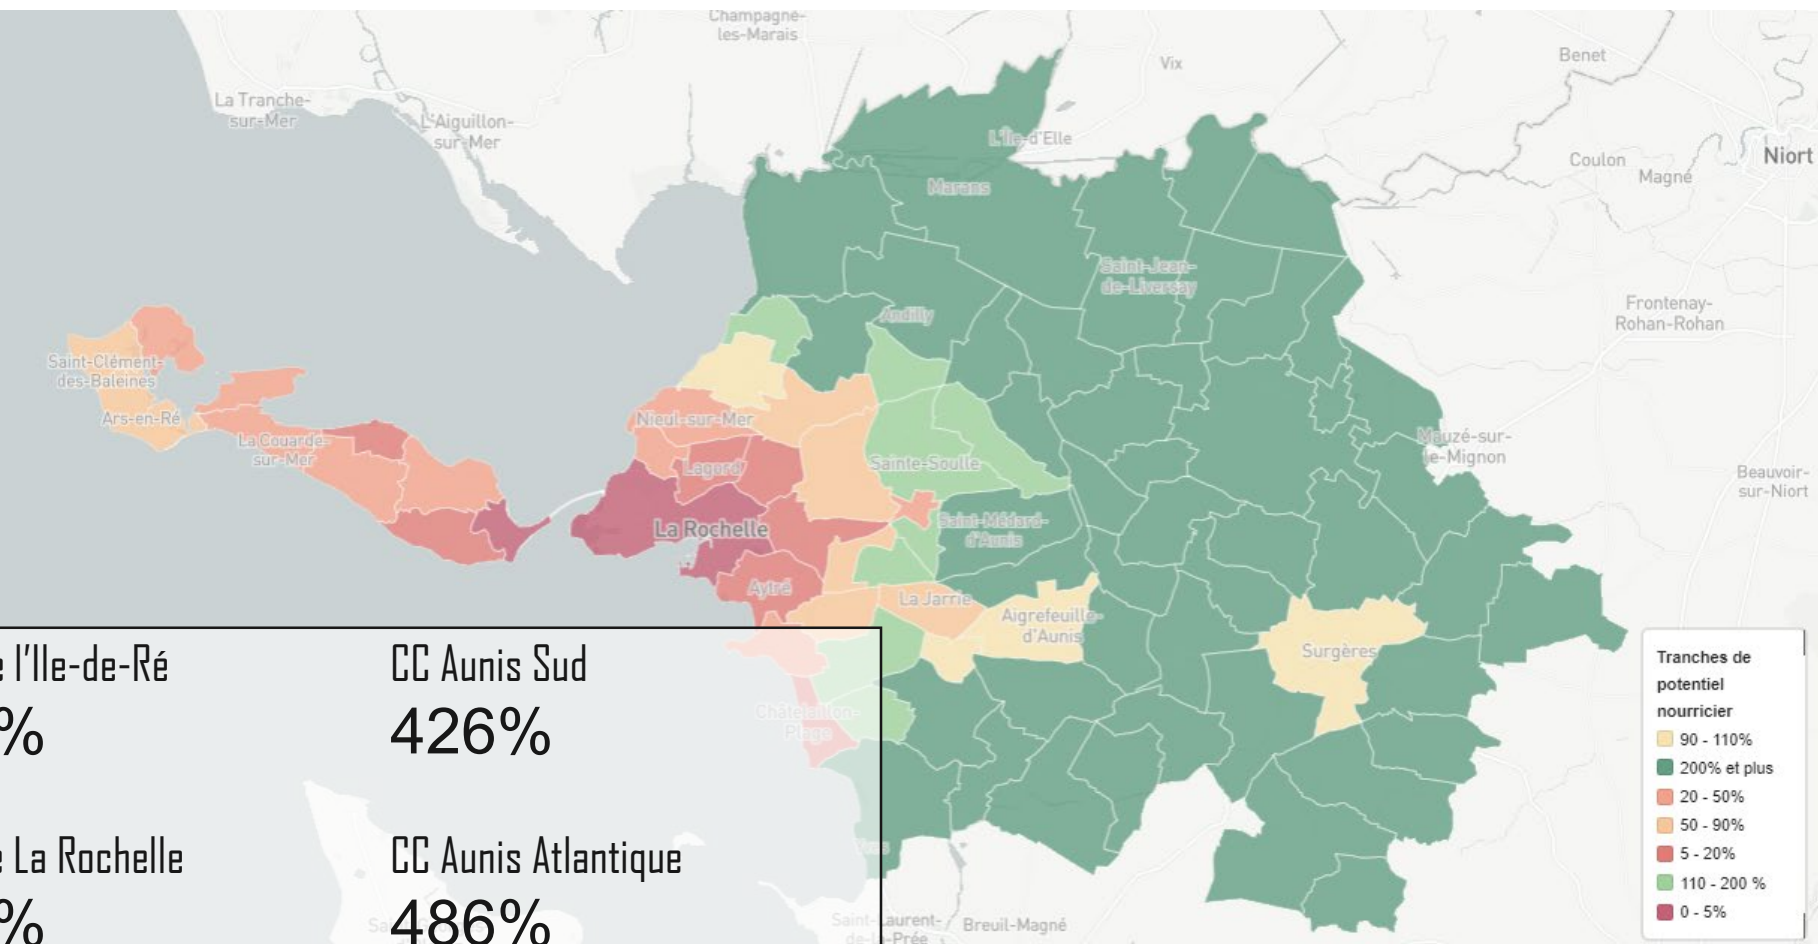 Champagné-
les-Marais
Vix
Benet
La Tranche-
sur-Mer
L'Aiguillon-
sur-Mer
L'Île-d'Elle
Coulon
Niort
Magné
Marans
Saint-Jean-
de-Liversay
Andilly
Frontenay-
Rohan-Rohan
Saint-Clément-
des-Baleines
Ars-en-Ré
La Couarde-
sur-Mer
Nieul-sur-Mer
Lagord
Sainte-Soulle
Mauzé-sur-
le-Mignon
Beauvoir-
sur-Niort
La Rochelle
Saint-Médard-
d'Aunis
Aytré
La Jarrie
Aigrefeuille-
d'Aunis
Surgères
Châtelaillon-
Plage
l'Ile-de-Ré
%
CC Aunis Sud
426%
La Rochelle
%
CC Aunis Atlantique
486%
Saint-Laurent-
de-la-Prée
Breuil-Magné
Tranches de
potentiel
nourricier
90 - 110%
200% et plus
20 - 50%
50 - 90%
5 - 20%
110 - 200 %
0 - 5%